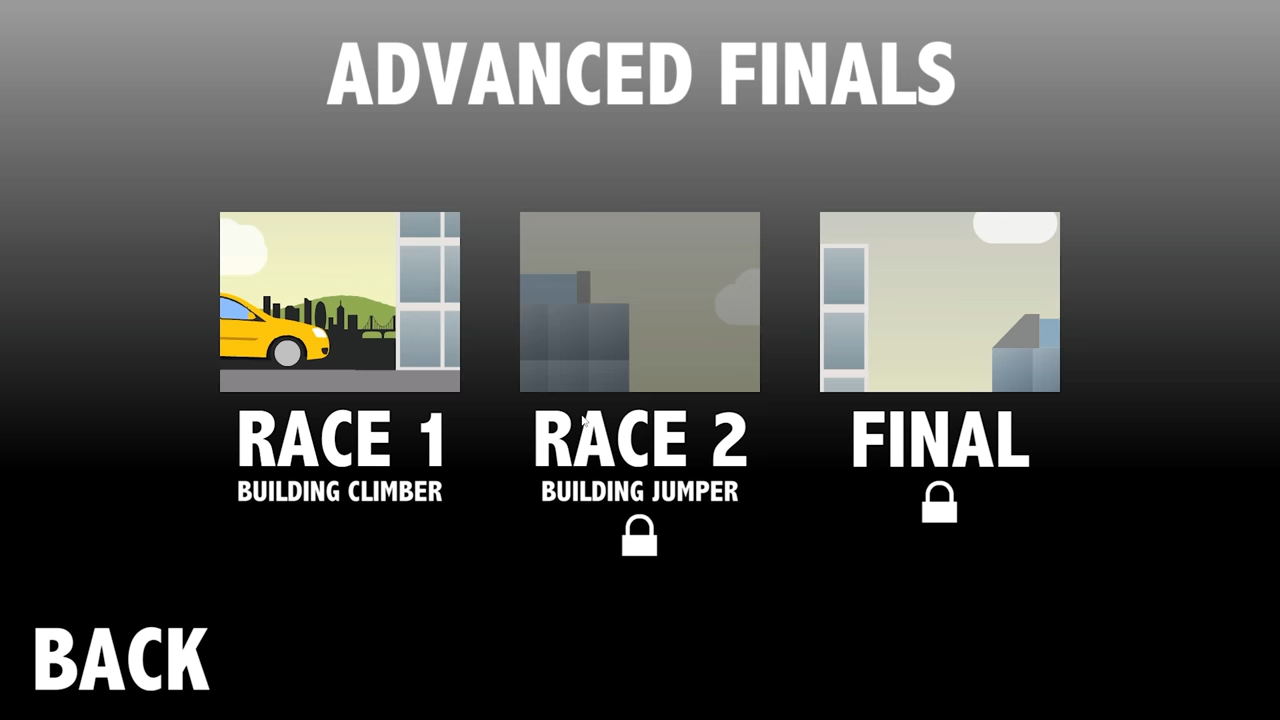 ADVANCED FINALS
RACE 1
BUILDING CLIMBER
RACE 2
BUILDING JUMPER
FINAL
BACK